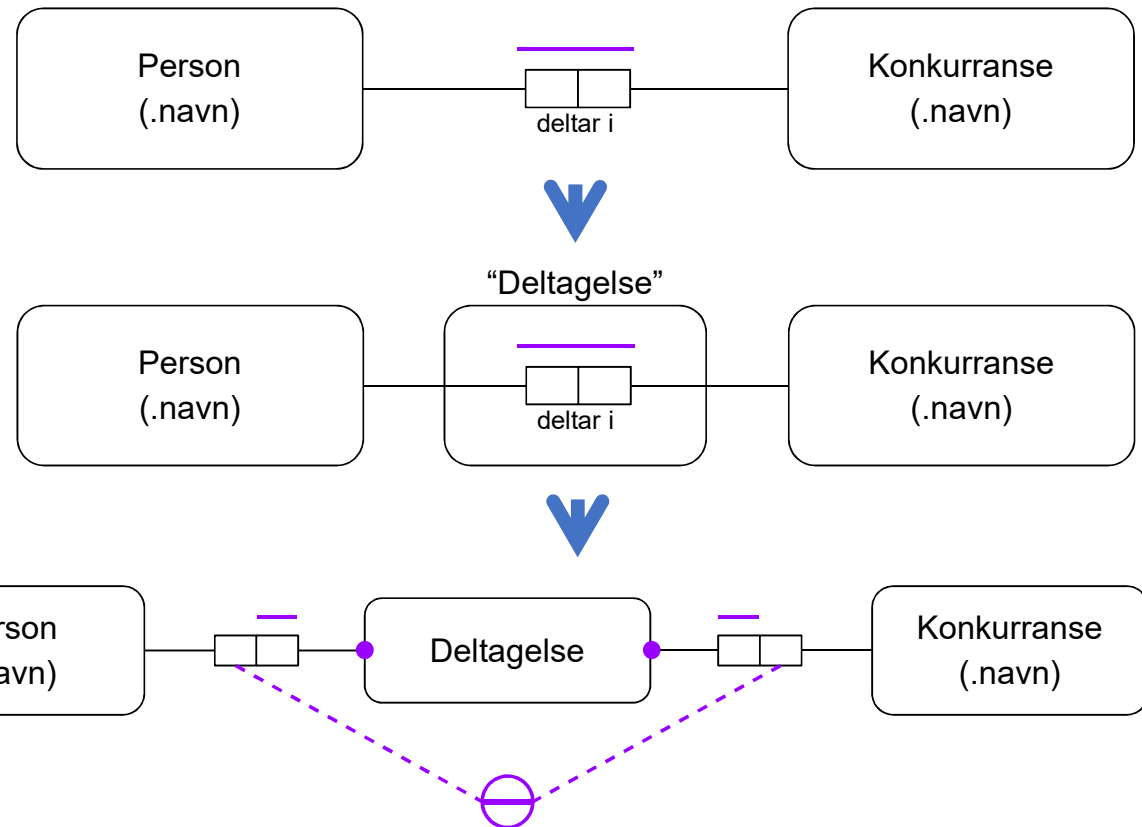 Person
(.navn)
deltar i
Konkurranse
(.navn)
“Deltagelse”
Person
(.navn)
deltar i
Konkurranse
(.navn)
rson
avn)
Deltagelse
Konkurranse
(.navn)